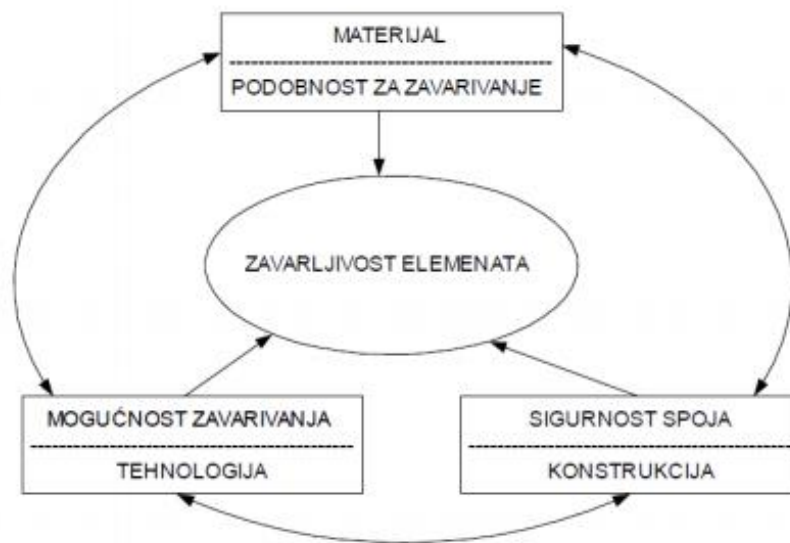 MATERIJAL
PODOBNOST ZA ZAVARIVANJE
ZAVARLJIVOST ELEMENATA
MOGUĆNOST ZAVARIVANJA
TEHNOLOGIJA
SIGURNOST SPOJA
KONSTRUKCIJA